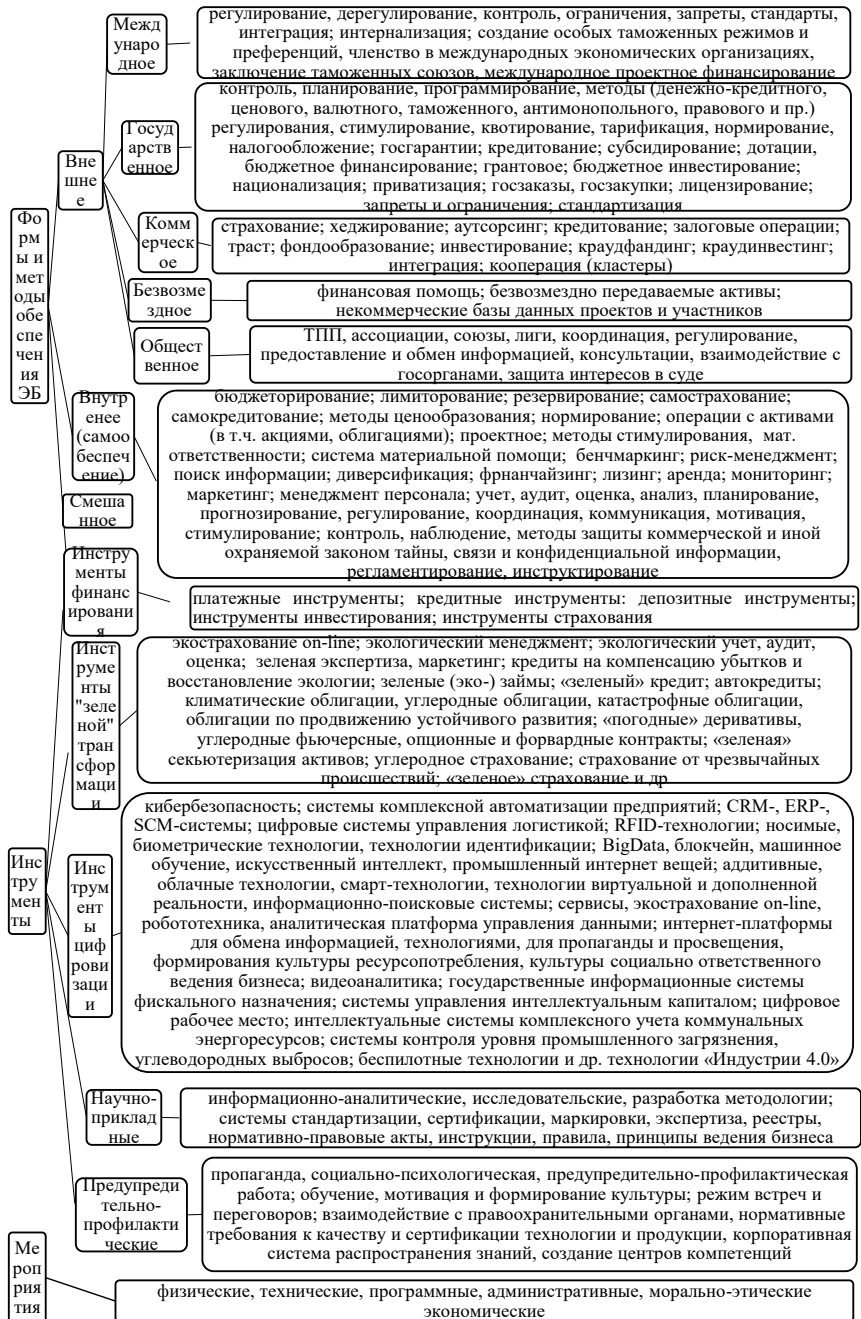 Межд
ународ
дное
регулирование, дерегулирование, контроль, ограничения, запреты, стандарты,
интеграция; интернализация; создание особых таможенных режимов и
преференций, членство в международных экономических организациях,
заключение таможенных союзов, международное проектное финансирование
Госуд
арств
енное
контроль, планирование, программирование, методы (денежно-кредитного,
ценового, валютного, таможенного, антимонопольного, правового и пр.)
регулирования, стимулирование, квотирование, тарификация, нормирование,
налогообложение; госгарантии; кредитование; субсидирование; дотации,
бюджетное финансирование; грантовое; бюджетное инвестирование;
национализация; приватизация; госзаказы, госзакупки; лицензирование;
запреты и ограничения; стандартизация
Вне
шне
е
Комм
ерческ
ое
страхование; хеджирование; аутсорсинг; кредитование; залоговые операции;
траст; фондообразование; инвестирование; краудфандинг; краудинвестинг;
интеграция; кооперация (кластеры)
Фо
рм
ы и
мет
оды
обе
спе
чен
ия
ЭБ
Безвозме
здное
финансовая помощь; безвозмездно передаваемые активы;
некоммерческие базы данных проектов и участников
Общест
венное
ТПП, ассоциации, союзы, лиги, координация, регулирование,
предоставление и обмен информацией, консультации, взаимодействие с
госорганами, защита интересов в суде
Внутр
енее
(самоо
беспеч
ение)
бюджеторирование; лимиторование; резервирование; самострахование;
самокредитование; методы ценообразования; нормирование; операции с активами
(в т.ч. акциями, облигациями); проектное; методы стимулирования, мат.
ответственности; система материальной помощи; бенчмаркинг; риск-менеджмент;
поиск информации; диверсификация; фрнанчайзинг; лизинг; аренда; мониторинг;
маркетинг; менеджмент персонала; учет, аудит, оценка, анализ, планирование,
прогнозирование, регулирование, координация, коммуникация, мотивация,
стимулирование; контроль, наблюдение, методы защиты коммерческой и иной
охраняемой законом тайны, связи и конфиденциальной информации,
регламентирование, инструктирование
Смеша
нное
Инстру
менты
финанс
ировани
я
платежные инструменты; кредитные инструменты: депозитные инструменты;
инструменты инвестирования; инструменты страхования
Инст
руме
нты
"зеле
ной"
тран
сфор
маци
и
экострахование on-line; экологический менеджмент; экологический учет, аудит,
оценка; зеленая экспертиза, маркетинг; кредиты на компенсацию убытков и
восстановление экологии; зеленые (эко-) займы; «зеленый» кредит; автокредиты;
климатические облигации, углеродные облигации, катастрофные облигации,
облигации по продвижению устойчивого развития; «погодные» деривативы,
углеродные фьючерсные, опционные и форвардные контракты; «зеленая»
секьютеризация активов; углеродное страхование; страхование от чрезвычайных
происшествий; «зеленое» страхование и др
Инс
тру
мен
ты
Инс
трум
ент
ы
циф
рови
заци
и
кибербезопасность; системы комплексной автоматизации предприятий; CRM-, ERP-,
SCM-системы; цифровые системы управления логистикой; RFID-технологии; носимые,
биометрические технологии, технологии идентификации; BigData, блокчейн, машинное
обучение, искусственный интеллект, промышленный интернет вещей; аддитивные,
облачные технологии, смарт-технологии, технологии виртуальной и дополненной
реальности, информационно-поисковые системы; сервисы, экострахование on-line,
робототехника, аналитическая платформа управления данными; интернет-платформы
для обмена информацией, технологиями, для пропаганды и просвещения,
формирования культуры ресурсопотребления, культуры социально ответственного
ведения бизнеса; видеоаналитика; государственные информационные системы
фискального назначения; системы управления интеллектуальным капиталом; цифровое
рабочее место; интеллектуальные системы комплексного учета коммунальных
энергоресурсов; системы контроля уровня промышленного загрязнения,
углеводородных выбросов; беспилотные технологии и др. технологии «Индустрии 4.0»
Научно-
приклад
ные
информационно-аналитические, исследовательские, разработка методологии;
системы стандартизации, сертификации, маркировки, экспертиза, реестры,
нормативно-правовые акты, инструкции, правила, принципы ведения бизнеса
Предупреди
тельно-
профилакти
ческие
пропаганда, социально-психологическая, предупредительно-профилактическая
работа; обучение, мотивация и формирование культуры; режим встреч и
переговоров; взаимодействие с правоохранительными органами, нормативные
требования к качеству и сертификации технологии и продукции, корпоративная
система распространения знаний, создание центров компетенций
Ме
роп
рия
тия
физические, технические, программные, административные, морально-этические
экономические